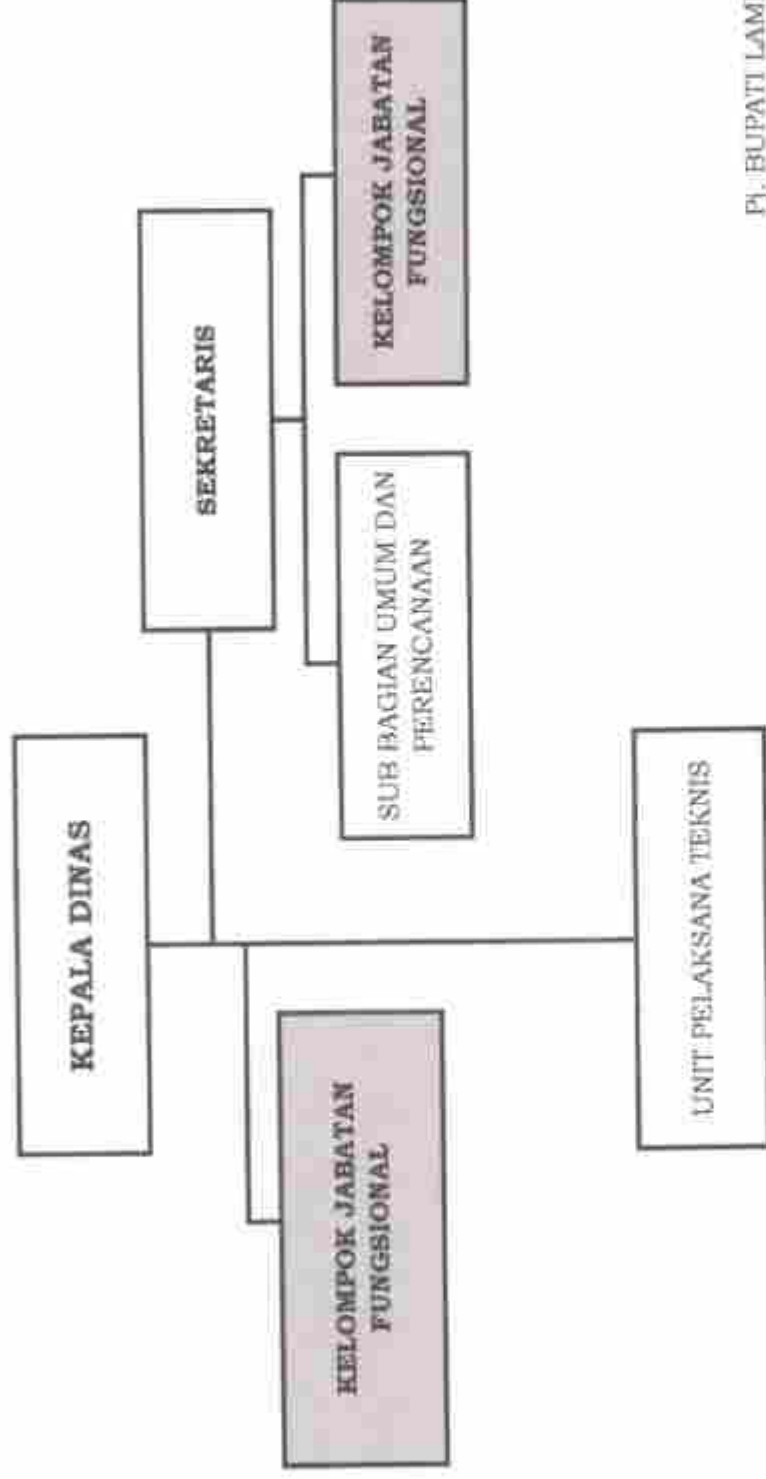 KEPALA DINAS
SEKRETARIS
KELOMPOK JABATAN
FUNGSIONAL
SUB BAGIAN UMUM DAN
PERENCANAAN
KELOMPOK JABATAN
FUNGSIONAL
UNIT PELAKSANA TEKNIS
Pj. BUPATI